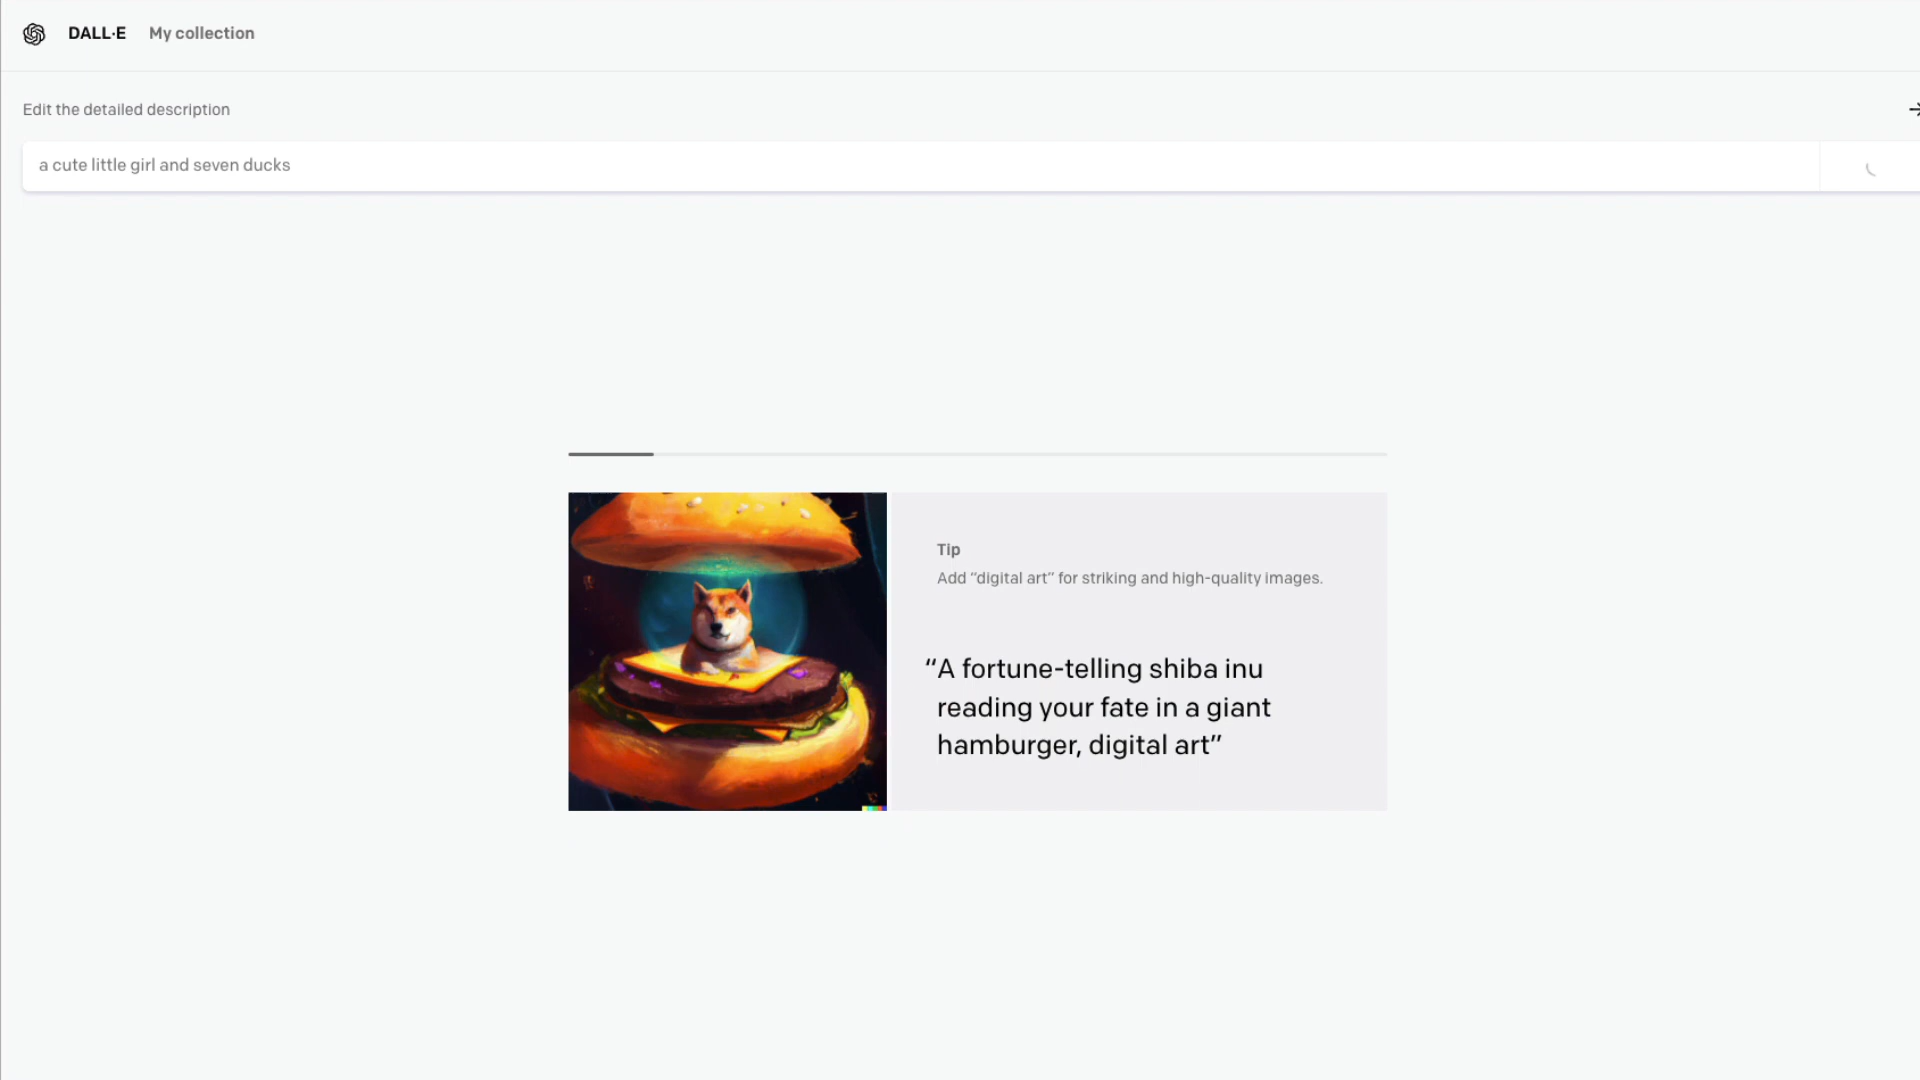 DALL·E My collection
Edit the detailed description
a cute little girl and seven ducks
Tip
Add “digital art” for striking and high-quality images.
“A fortune-telling shiba inu
reading your fate in a giant
hamburger, digital art”